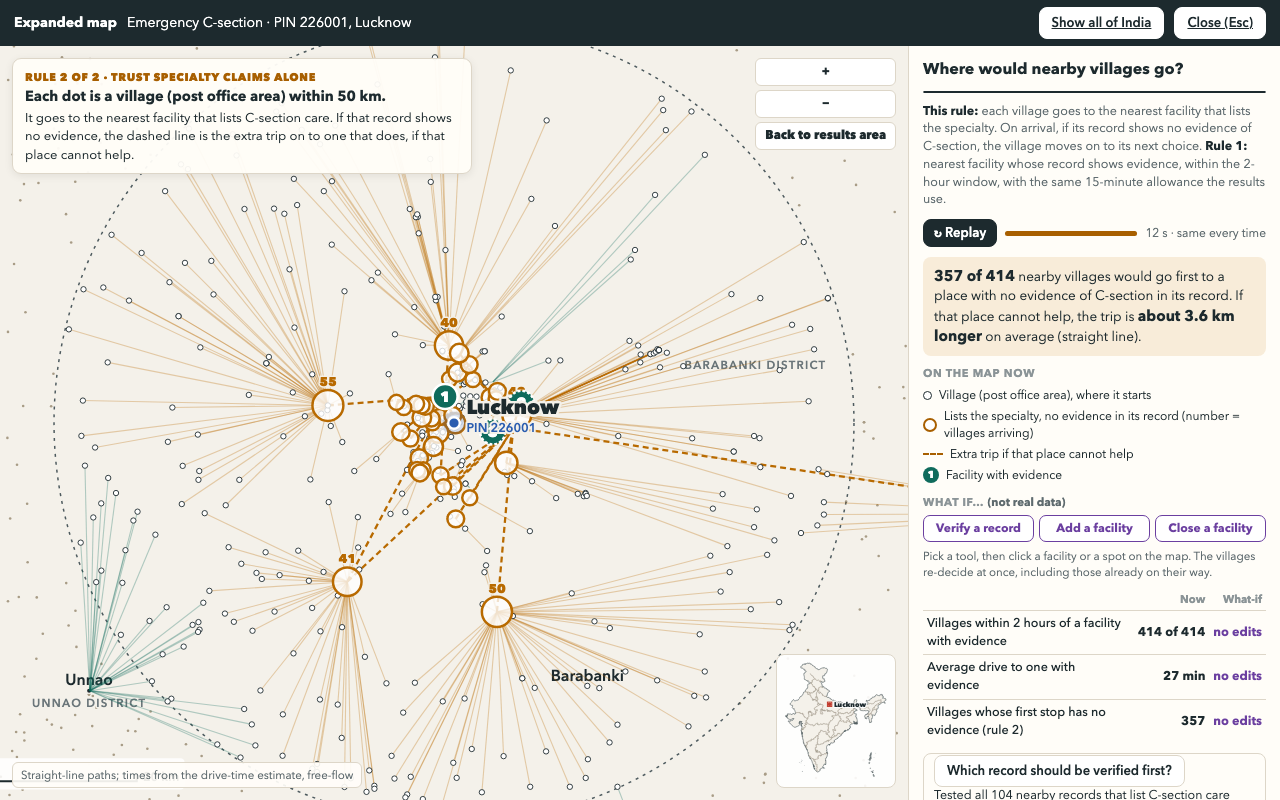 Expanded map Emergency C-section · PIN 226001, Lucknow
Show all of India
Close (Esc)
RULE 2 OF 2 · TRUST SPECIALTY CLAIMS ALONE
Each dot is a village (post office area) within 50 km.
It goes to the nearest facility that lists C-section care. If that record shows
no evidence, the dashed line is the extra trip on to one that does, if that
place cannot help.
+
−
Back to results area
40
55
1
Lucknow
PIN 226001
BARABANKI DISTRICT
41
50
Barabanki
Unnao
UNNAO DISTRICT
Lucknow
Straight-line paths; times from the drive-time estimate, free-flow
Where would nearby villages go?
This rule: each village goes to the nearest facility that lists
the specialty. On arrival, if its record shows no evidence of
C-section, the village moves on to its next choice. Rule 1:
nearest facility whose record shows evidence, within the 2-
hour window, with the same 15-minute allowance the results
use.
↻ Replay
12 s · same every time
357 of 414 nearby villages would go first to a
place with no evidence of C-section in its record. If
that place cannot help, the trip is about 3.6 km
longer on average (straight line).
ON THE MAP NOW
Village (post office area), where it starts
Lists the specialty, no evidence in its record (number =
villages arriving)
Extra trip if that place cannot help
1 Facility with evidence
WHAT IF... (not real data)
Verify a record
Add a facility
Close a facility
Pick a tool, then click a facility or a spot on the map. The villages
re-decide at once, including those already on their way.
Now What-if
Villages within 2 hours of a facility
with evidence
414 of 414 no edits
Average drive to one with
evidence
27 min no edits
Villages whose first stop has no
evidence (rule 2)
357 no edits
Which record should be verified first?
Tested all 104 nearby records that list C-section care